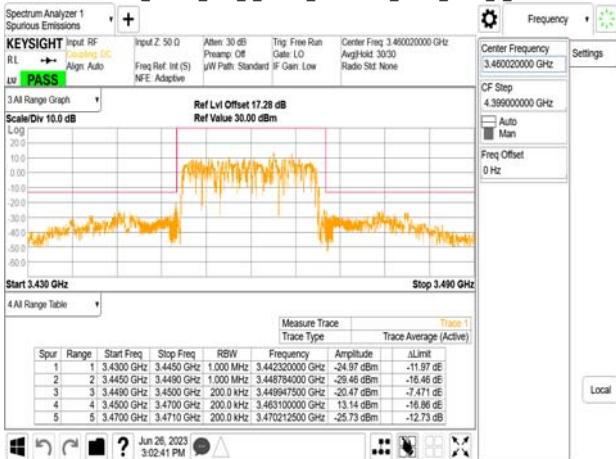 Spectrum Analyzer 1
Spurious Emissions
Frequency
KEYSIGHT Input: RF Input Z: 50 Ω Atten: 30 dB Trig: Free Run Center Freq: 3.460020000 GHz
RL Coupling: DC Preamp: Off Gate: LO Avg|Hold: 30/30
Align: Auto Freq Ref: Int (S) µW Path: Standard IF Gain: Low Radio Std: None
NFE: Adaptive
LV PASS
Center Frequency
3.460020000 GHz
Settings
CF Step
4.399000000 GHz
Auto
Man
Freq Offset
0 Hz
Local
3 All Range Graph
Ref Lvl Offset 17.28 dB
Scale/Div 10.0 dB Ref Value 30.00 dBm
Log
20.0
10.0
0.00
-10.0
-20.0
-30.0
-40.0
-50.0
-60.0
Start 3.430 GHz Stop 3.490 GHz
4 All Range Table
Measure Trace Trace 1
Trace Type Trace Average (Active)
Spur Range Start Freq Stop Freq RBW Frequency Amplitude ΔLimit
1 1 3.4300 GHz 3.4450 GHz 1.000 MHz 3.442320000 GHz -24.97 dBm -11.97 dB
2 2 3.4450 GHz 3.4490 GHz 1.000 MHz 3.448784000 GHz -29.46 dBm -16.46 dB
3 3 3.4490 GHz 3.4500 GHz 200.0 kHz 3.449947500 GHz -20.47 dBm -7.471 dB
4 4 3.4500 GHz 3.4700 GHz 200.0 kHz 3.463100000 GHz 13.14 dBm -16.86 dB
5 5 3.4700 GHz 3.4710 GHz 200.0 kHz 3.470212500 GHz -25.73 dBm -12.73 dB
Jun 26, 2023
3:02:41 PM